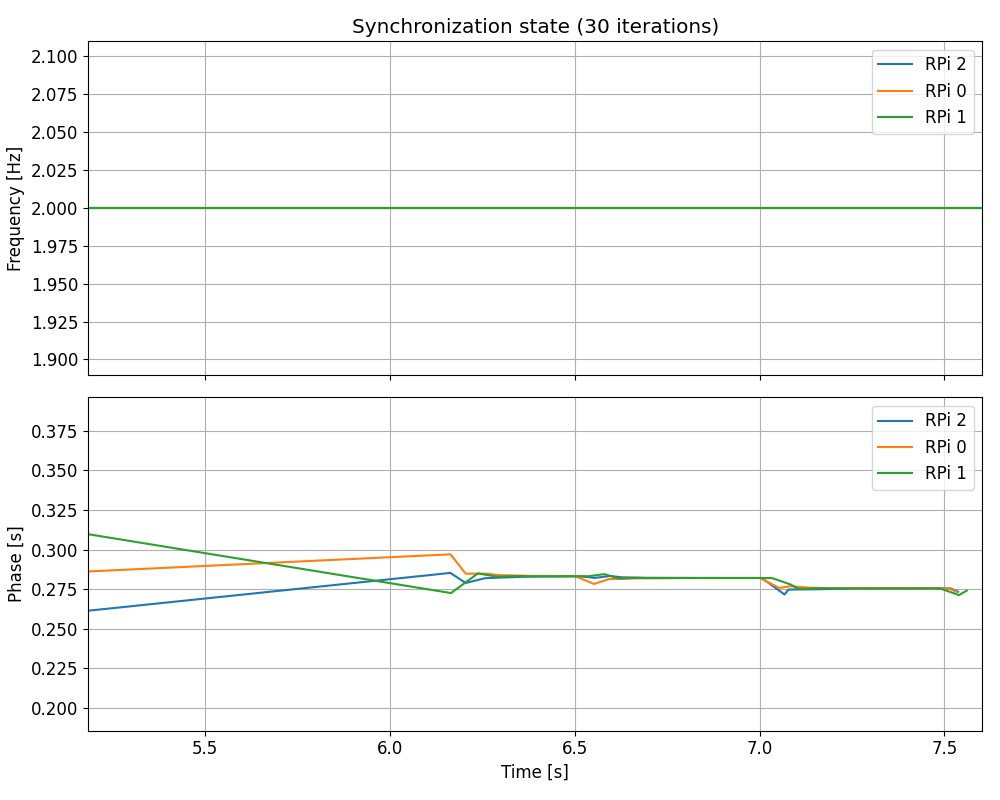 Synchronization state (30 iterations)
2.100
2.075
2.050
2.025
2.000
1.975
1.950
1.925
1.900
Frequency [Hz]
RPi 2
RPi 0
RPi 1
0.375
0.350
0.325
0.300
0.275
0.250
0.225
0.200
Phase [s]
RPi 2
RPi 0
RPi 1
5.5 6.0 6.5 7.0 7.5
Time [s]